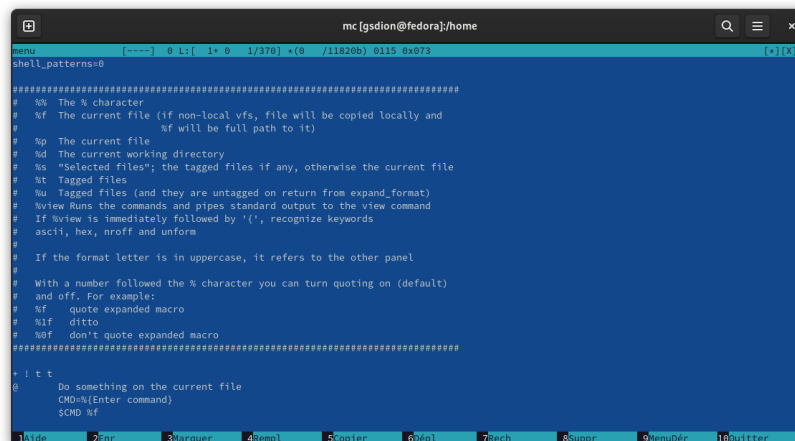 mc [gsdion@fedora]:/home
menu [----] 0 L:[ 1+ 0 1/370] *(0 /11820b) 0115 0x073 [*][X]
shell_patterns=0
##############################################################################
# %% The % character
# %f The current file (if non-local vfs, file will be copied locally and
# %f will be full path to it)
# %p The current file
# %d The current working directory
# %s "Selected files"; the tagged files if any, otherwise the current file
# %t Tagged files
# %u Tagged files (and they are untagged on return from expand_format)
# %view Runs the commands and pipes standard output to the view command
# If %view is immediately followed by '{', recognize keywords
# ascii, hex, nroff and unform
#
# If the format letter is in uppercase, it refers to the other panel
#
# With a number followed the % character you can turn quoting on (default)
# and off. For example:
# %f quote expanded macro
# %1f ditto
# %0f don't quote expanded macro
##############################################################################
+ ! t t
@ Do something on the current file
CMD=%{Enter command}
$CMD %f
1Aide 2Enr 3Marquer 4Rempl 5Copier 6Dépl 7Rech 8Suppr 9MenuDér 10Quitter